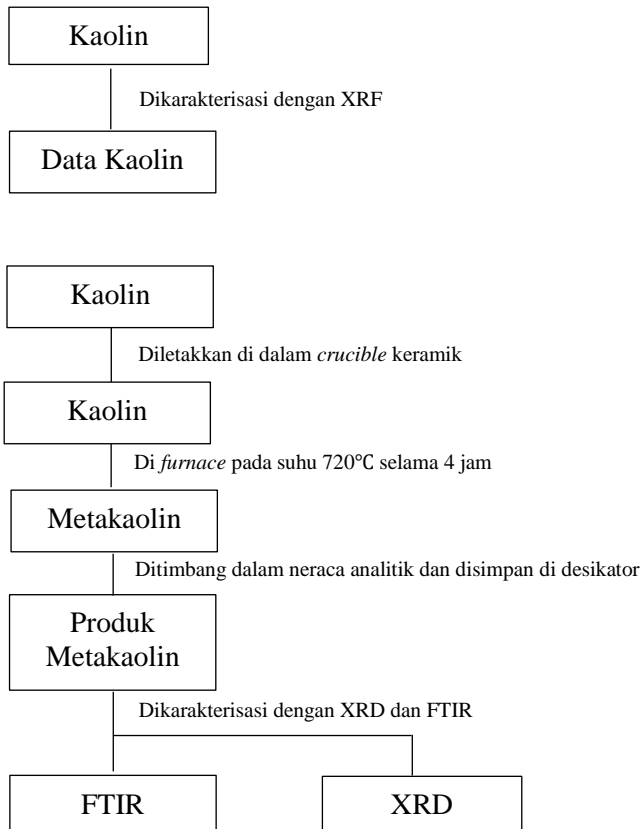 Kaolin
Dikarakterisasi dengan XRF
Data Kaolin
Kaolin
Diletakkan di dalam crucible keramik
Kaolin
Di furnace pada suhu 720℃ selama 4 jam
Metakaolin
Ditimbang dalam neraca analitik dan disimpan di desikator
Produk
Metakaolin
Dikarakterisasi dengan XRD dan FTIR
FTIR
XRD